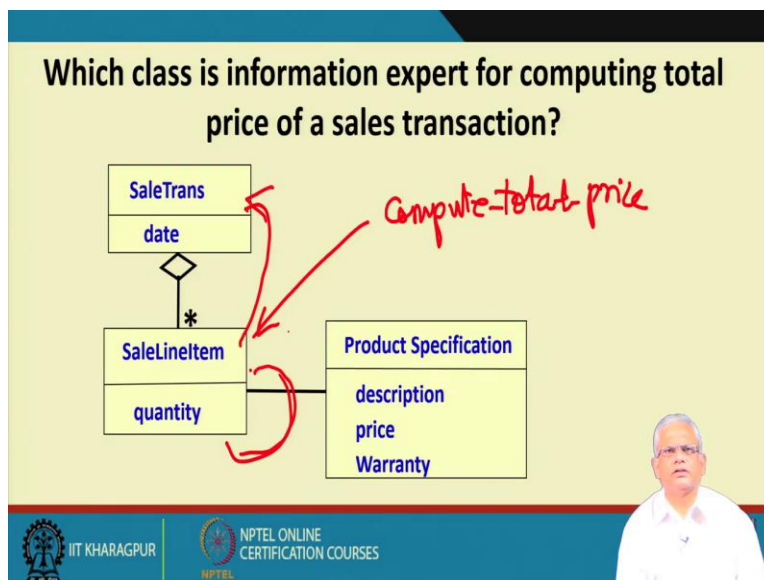 Which class is information expert for computing total
price of a sales transaction?
SaleTrans
date
compute-total-price
*
SaleLineItem
quantity
Product Specification
description
price
Warranty
IIT KHARAGPUR
NPTEL ONLINE
CERTIFICATION COURSES
NPTEL